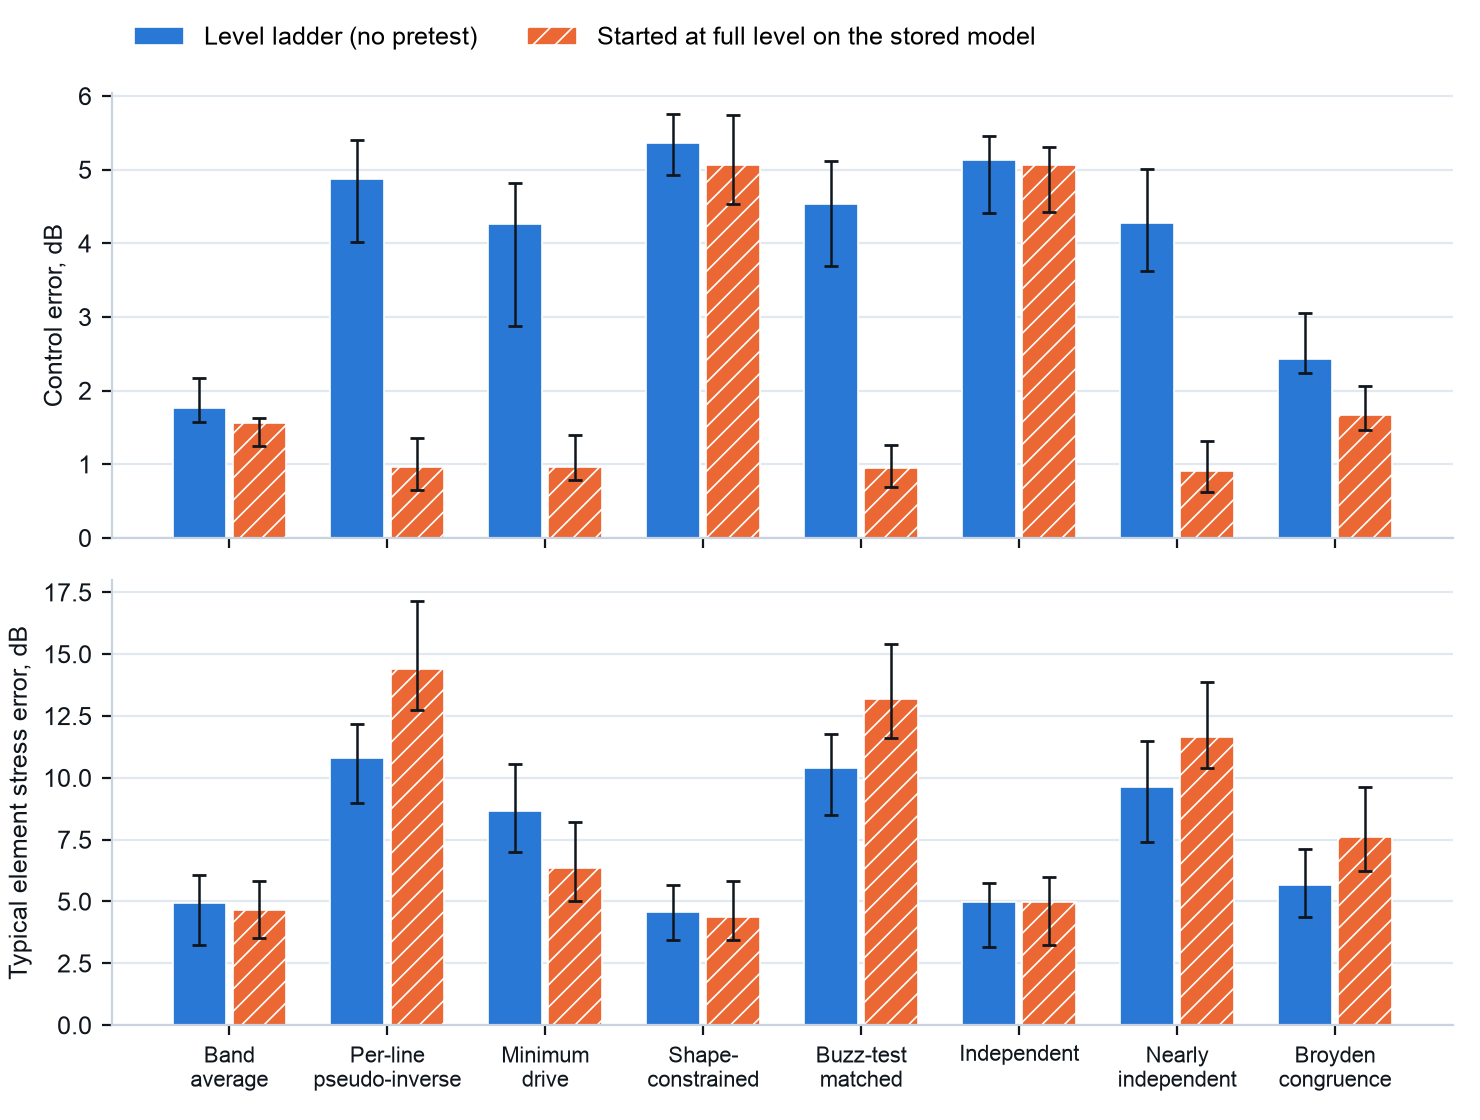 Level ladder (no pretest)
Started at full level on the stored model
Control error, dB
6
5
4
3
2
1
0
Typical element stress error, dB
17.5
15.0
12.5
10.0
7.5
5.0
2.5
0.0
Band
average
Per-line
pseudo-inverse
Minimum
drive
Shape-
constrained
Buzz-test
matched
Independent
Nearly
independent
Broyden
congruence